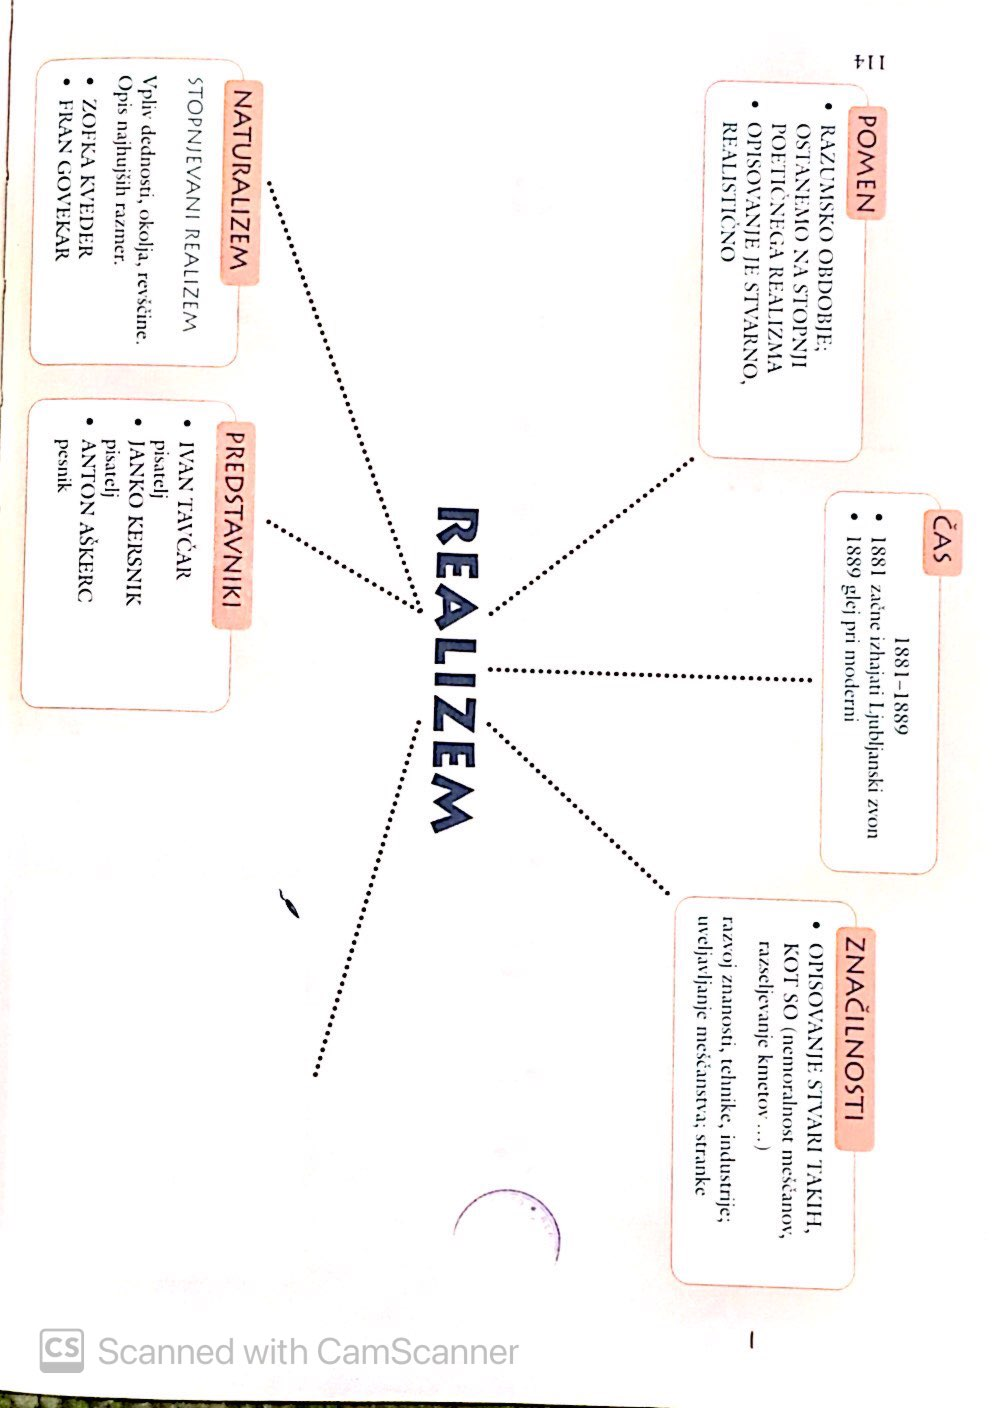 114
POMEN
• RAZUMSKO OBDOBJE;
OSTANEMO NA STOPNJI
POETIČNEGA REALIZMA
• OPISOVANJE JE STVARNO,
REALISTIČNO
ČAS
1881–1889
• 1881 začne izhajati Ljubljanski zvon
• 1889 glej pri moderni
ZNAČILNOSTI
• OPISOVANJE STVARI TAKIH,
KOT SO (nemoralnost meščanov,
razseljevanje kmetov ...)
razvoj znanosti, tehnike, industrije;
uveljavljanje meščanstva; stranke
REALIZEM
NATURALIZEM
STOPNJEVANI REALIZEM
Vpliv dednosti, okolja, revščine.
Opis najhujših razmer.
• ZOFKA KVEDER
• FRAN GOVEKAR
PREDSTAVNIKI
• IVAN TAVČAR
pisatelj
• JANKO KERSNIK
pisatelj
• ANTON AŠKERC
pesnik
CS Scanned with CamScanner